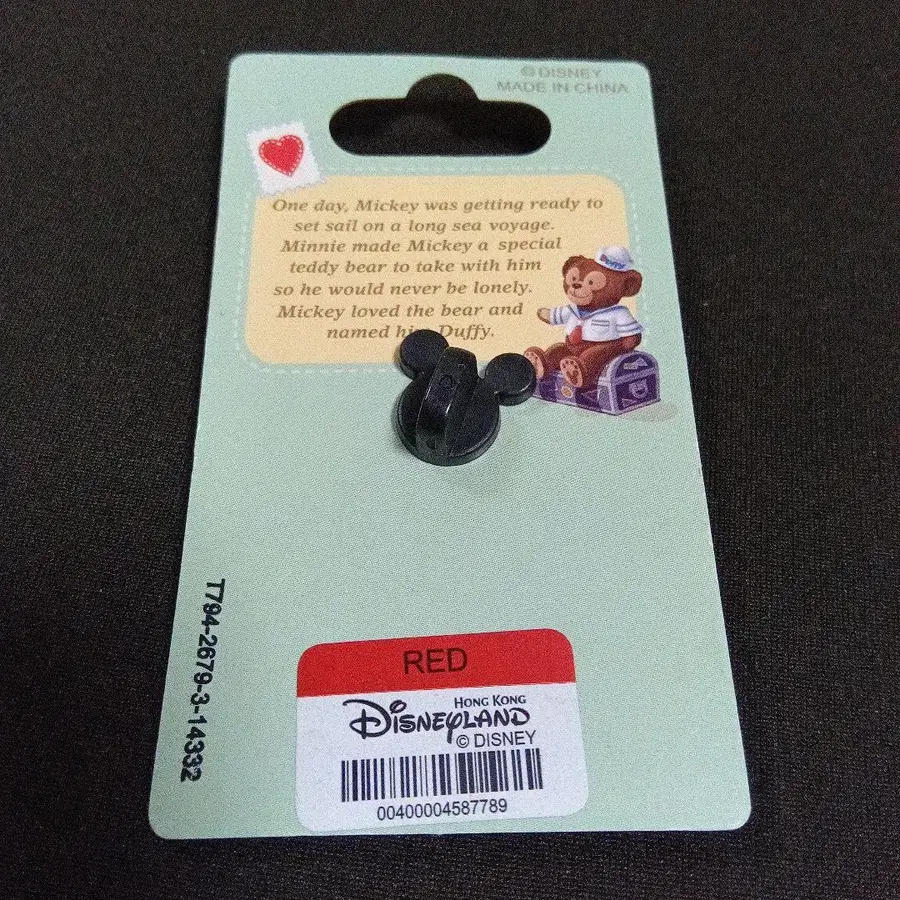 © DISNEY
MADE IN CHINA
One day, Mickey was getting ready to
set sail on a long sea voyage.
Minnie made Mickey a special
teddy bear to take with him
so he would never be lonely.
Mickey loved the bear and
named him Duffy.
Duffy
T794-2679-3-14332
RED
HONG KONG
DISNEYLAND
© DISNEY
00400004587789